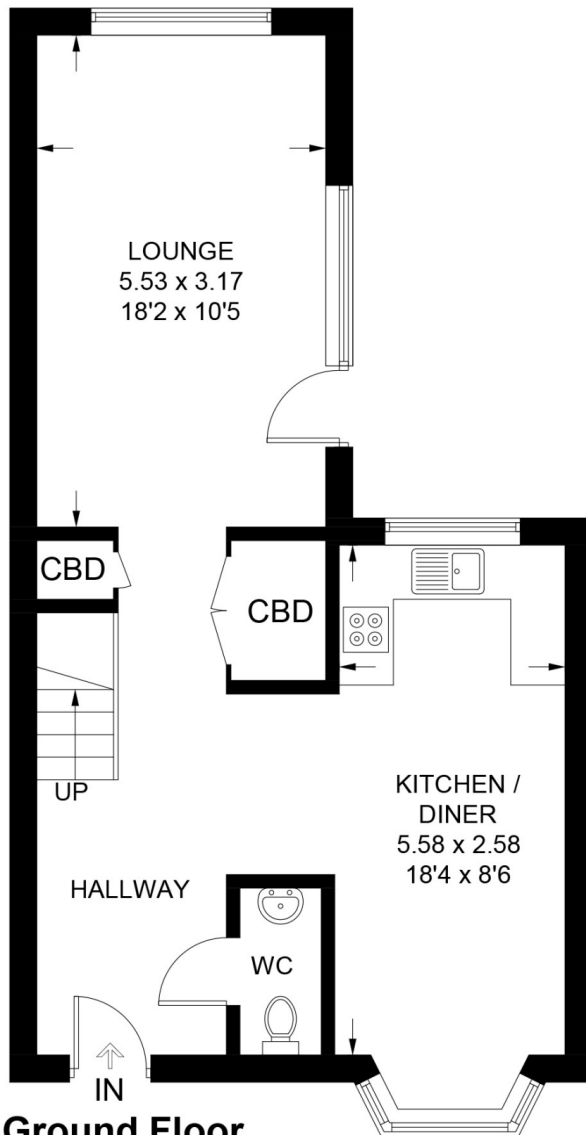 LOUNGE
5.53 x 3.17
18'2 x 10'5
CBD
CBD
UP
KITCHEN /
DINER
5.58 x 2.58
18'4 x 8'6
HALLWAY
WC
IN
Ground Floor